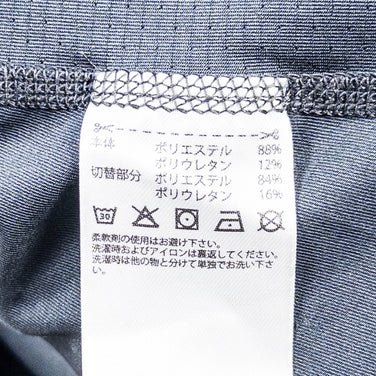 本体 ポリエステル 88%
ポリウレタン 12%
切替部分 ポリエステル 84%
ポリウレタン 16%
30
柔軟剤の使用はお避け下さい。
洗濯時およびアイロンは裏返してください。
洗濯時は他の物と分けて単独でお洗い下さい。